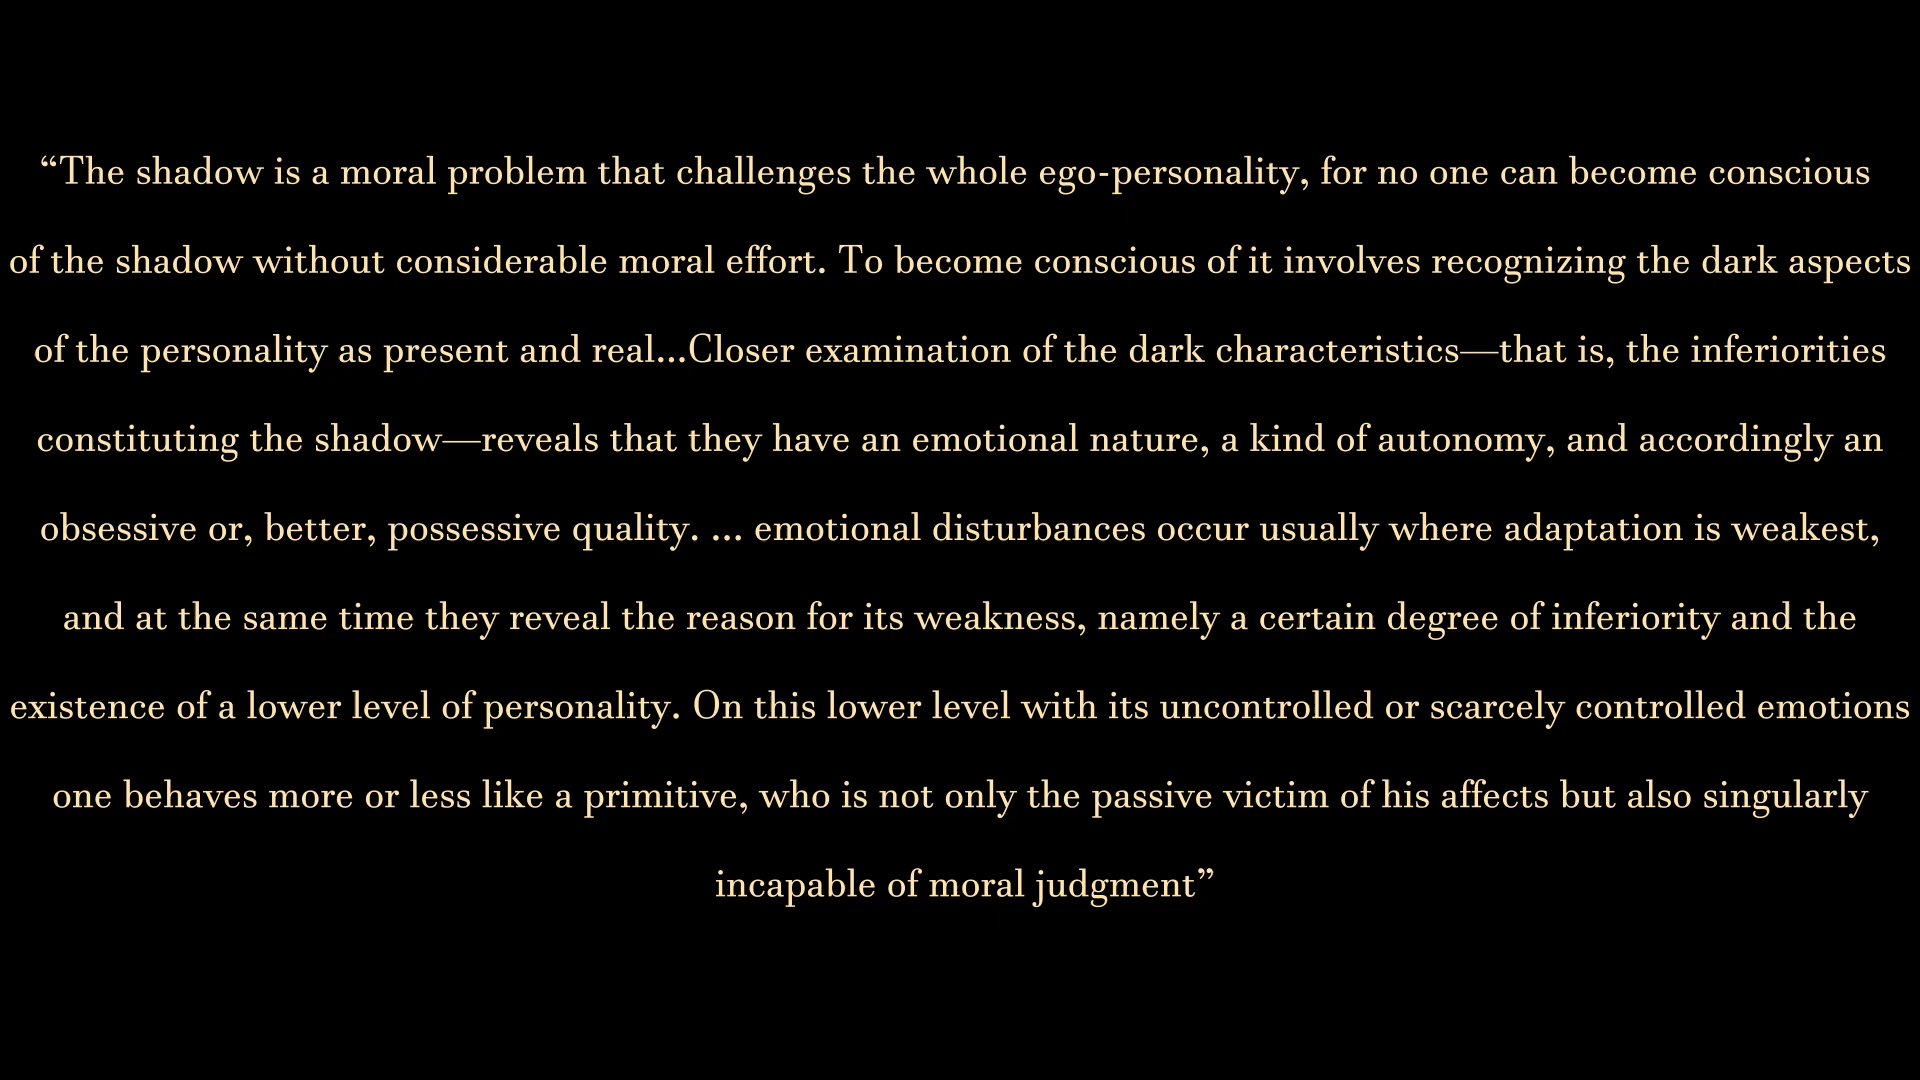 “The shadow is a moral problem that challenges the whole ego-personality, for no one can become conscious
of the shadow without considerable moral effort. To become conscious of it involves recognizing the dark aspects
of the personality as present and real...Closer examination of the dark characteristics—that is, the inferiorities
constituting the shadow—reveals that they have an emotional nature, a kind of autonomy, and accordingly an
obsessive or, better, possessive quality. ... emotional disturbances occur usually where adaptation is weakest,
and at the same time they reveal the reason for its weakness, namely a certain degree of inferiority and the
existence of a lower level of personality. On this lower level with its uncontrolled or scarcely controlled emotions
one behaves more or less like a primitive, who is not only the passive victim of his affects but also singularly
incapable of moral judgment”